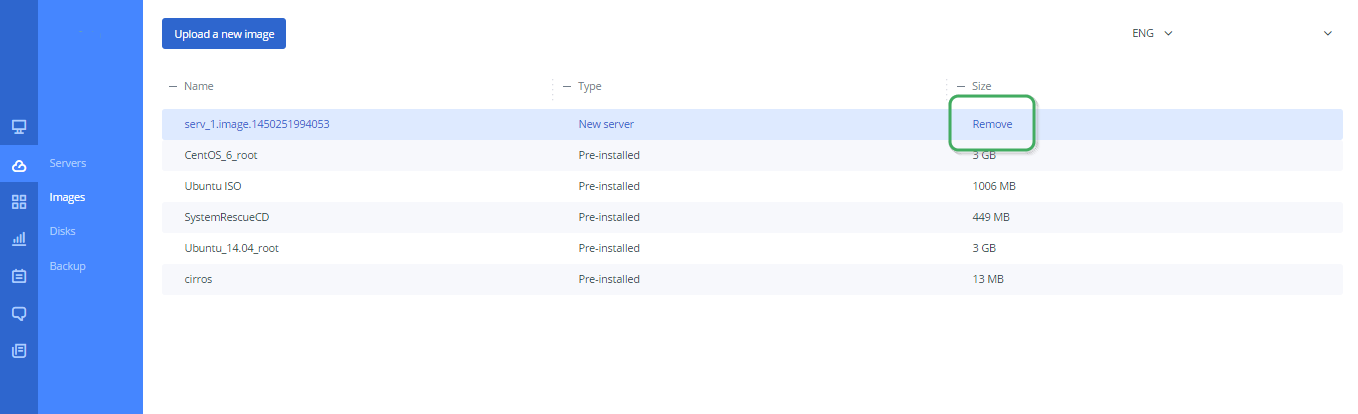 Upload a new image
ENG
Name Type Size
serv_1.image.1450251994053 New server Remove
CentOS_6_root Pre-installed 3 GB
Servers
Ubuntu ISO Pre-installed 1006 MB
Images
SystemRescueCD Pre-installed 449 MB
Disks
Ubuntu_14.04_root Pre-installed 3 GB
Backup
cirros Pre-installed 13 MB